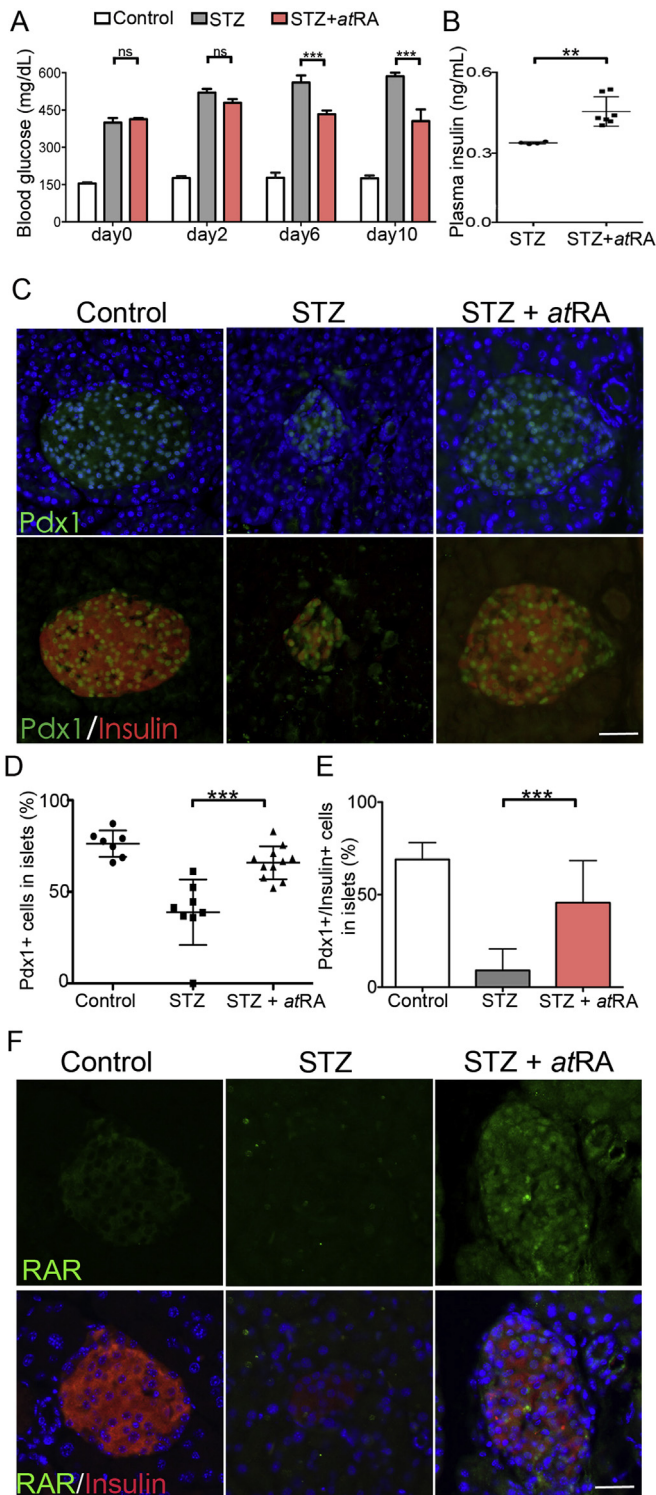 A
Control STZ STZ+atRA
Blood glucose (mg/dL)
600
450
300
150
0
ns
ns
***
***
day0 day2 day6 day10
B
Plasma insulin (ng/mL)
0.6
0.3
0.0
**
STZ STZ+atRA
C
Control STZ STZ + atRA
Pdx1
Pdx1/Insulin
D
Pdx1+ cells in islets (%)
100
50
0
***
Control STZ STZ + atRA
E
Pdx1+/Insulin+ cells
in islets (%)
100
50
0
***
Control STZ STZ + atRA
F
Control STZ STZ + atRA
RAR
RAR/Insulin